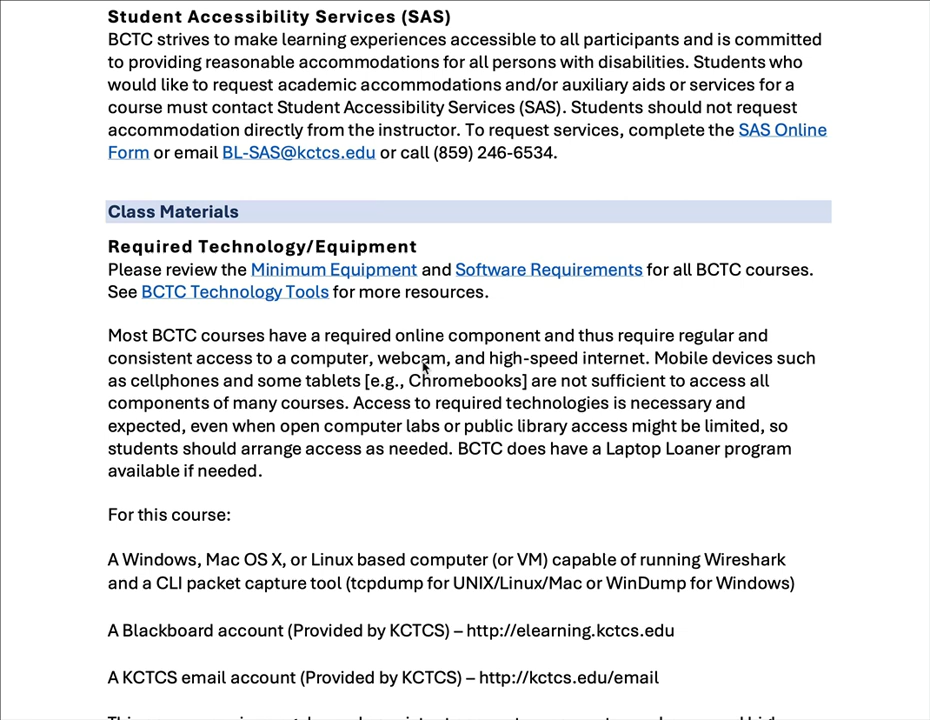 Student Accessibility Services (SAS)
BCTC strives to make learning experiences accessible to all participants and is committed
to providing reasonable accommodations for all persons with disabilities. Students who
would like to request academic accommodations and/or auxiliary aids or services for a
course must contact Student Accessibility Services (SAS). Students should not request
accommodation directly from the instructor. To request services, complete the SAS Online
Form or email BL-SAS@kctcs.edu or call (859) 246-6534.
Class Materials
Required Technology/Equipment
Please review the Minimum Equipment and Software Requirements for all BCTC courses.
See BCTC Technology Tools for more resources.
Most BCTC courses have a required online component and thus require regular and
consistent access to a computer, webcam, and high-speed internet. Mobile devices such
as cellphones and some tablets [e.g., Chromebooks] are not sufficient to access all
components of many courses. Access to required technologies is necessary and
expected, even when open computer labs or public library access might be limited, so
students should arrange access as needed. BCTC does have a Laptop Loaner program
available if needed.
For this course:
A Windows, Mac OS X, or Linux based computer (or VM) capable of running Wireshark
and a CLI packet capture tool (tcpdump for UNIX/Linux/Mac or WinDump for Windows)
A Blackboard account (Provided by KCTCS) – http://elearning.kctcs.edu
A KCTCS email account (Provided by KCTCS) – http://kctcs.edu/email